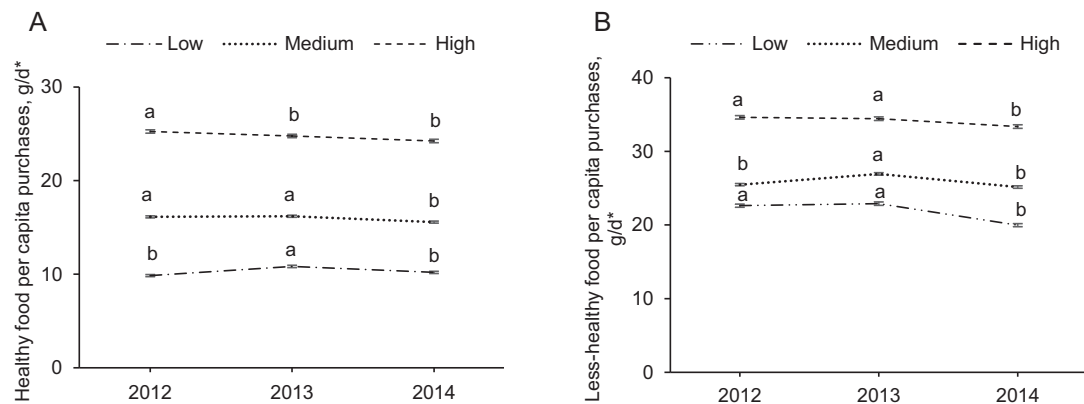 A
Low Medium High
Healthy food per capita purchases, g/d*
30
20
10
0
a b b
a a b
b a b
2012 2013 2014
B
Low Medium High
Less-healthy food per capita purchases,
g/d*
40
30
20
10
0
a a b
b a b
a a b
2012 2013 2014